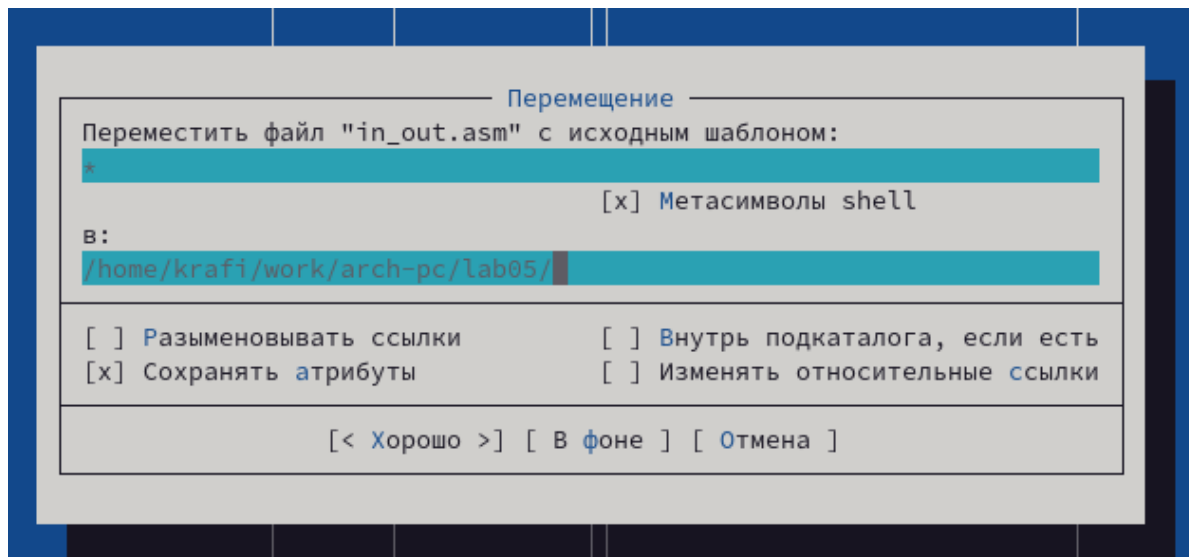 Перемещение
Переместить файл "in_out.asm" с исходным шаблоном:
*
[x] Метасимволы shell
в:
/home/krafi/work/arch-pc/lab05/
[ ] Разыменовывать ссылки [ ] Внутрь подкаталога, если есть
[x] Сохранять атрибуты [ ] Изменять относительные ссылки
[< Хорошо >] [ В фоне ] [ Отмена ]